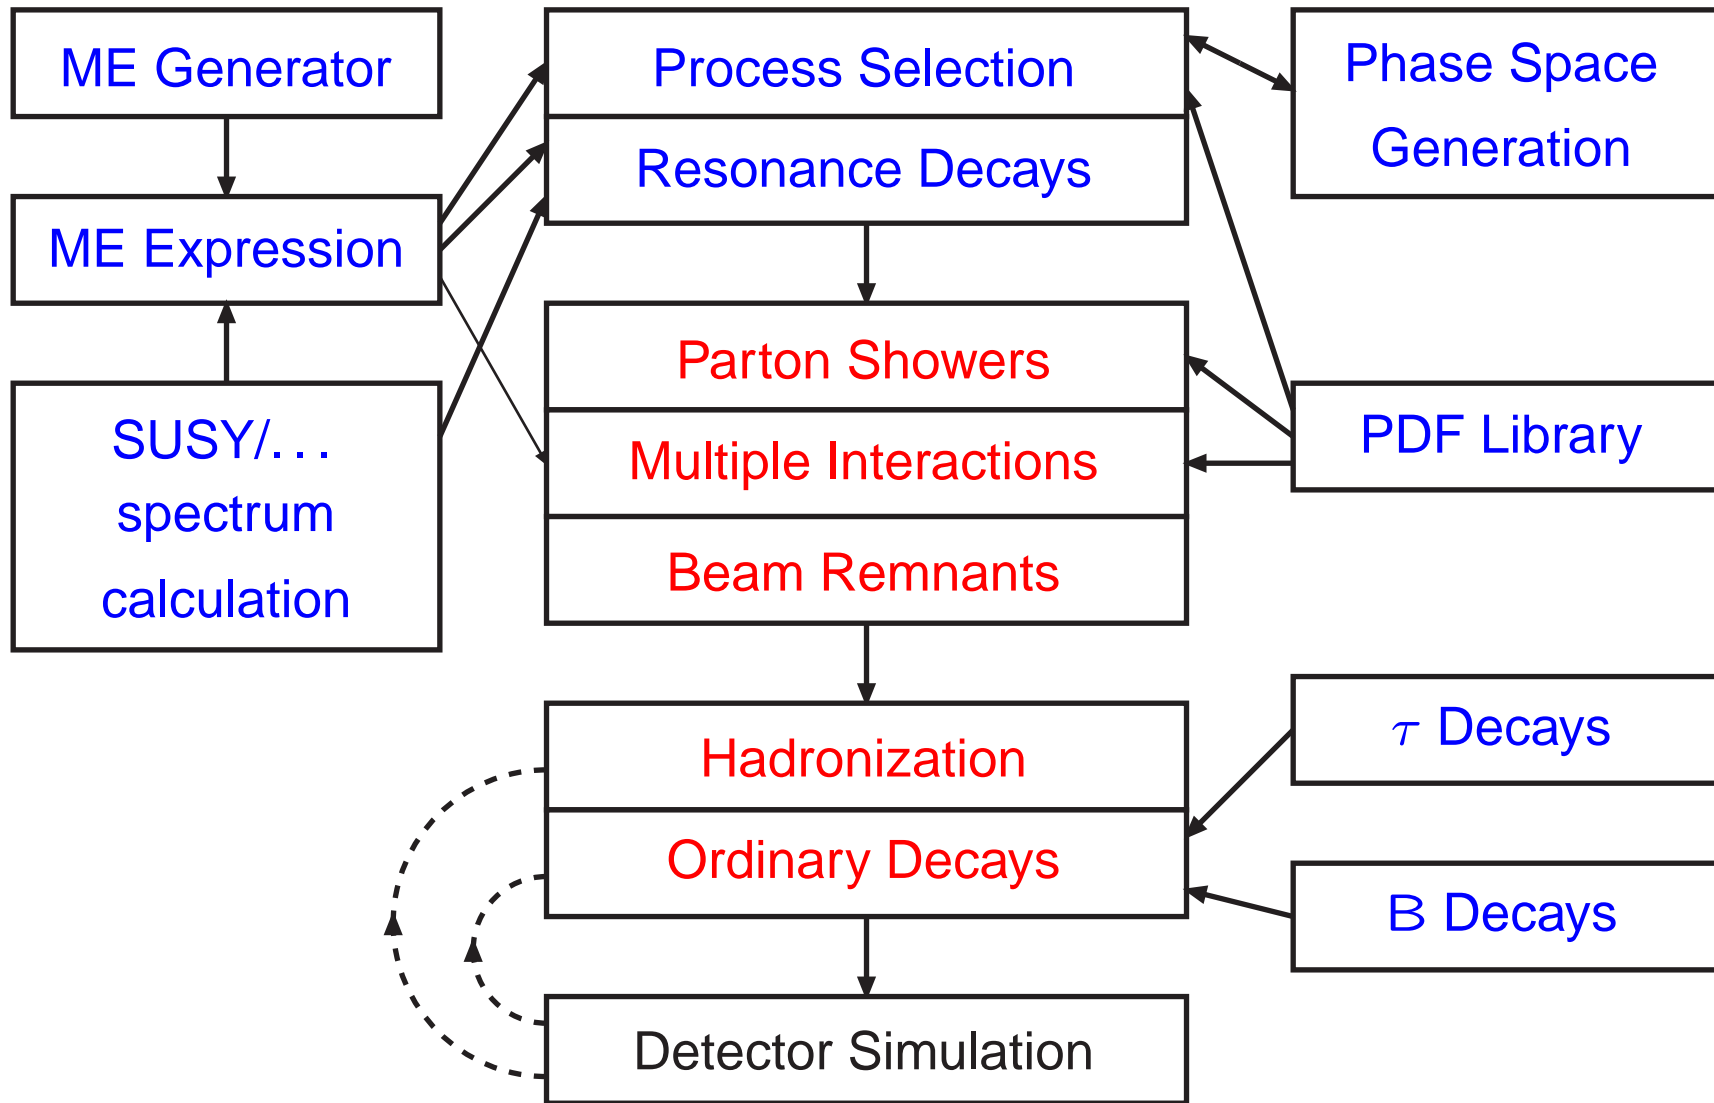 ME Generator
ME Expression
SUSY/...
spectrum
calculation
Process Selection
Resonance Decays
Parton Showers
Multiple Interactions
Beam Remnants
Hadronization
Ordinary Decays
Detector Simulation
Phase Space
Generation
PDF Library
τ Decays
B Decays